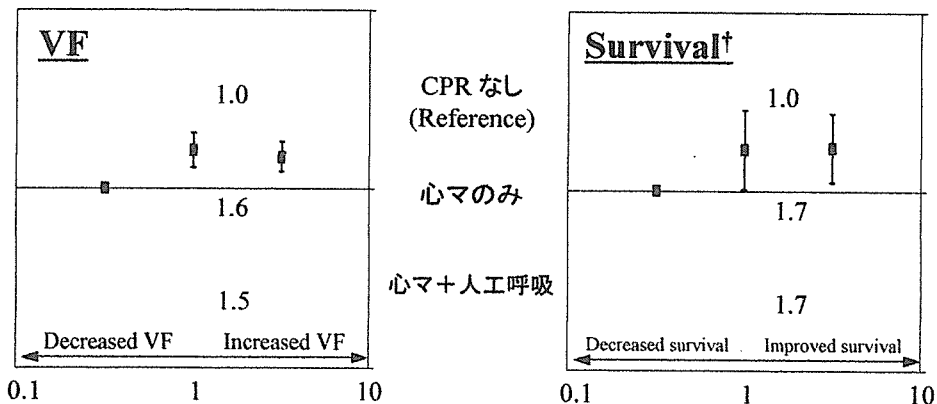 VF
1.0
1.6
1.5
Decreased VF
Increased VF
0.1
1
10
CPR なし
(Reference)
心マのみ
心マ＋人工呼吸
Survival†
1.0
1.7
1.7
Decreased survival
Improved survival
0.1
1
10